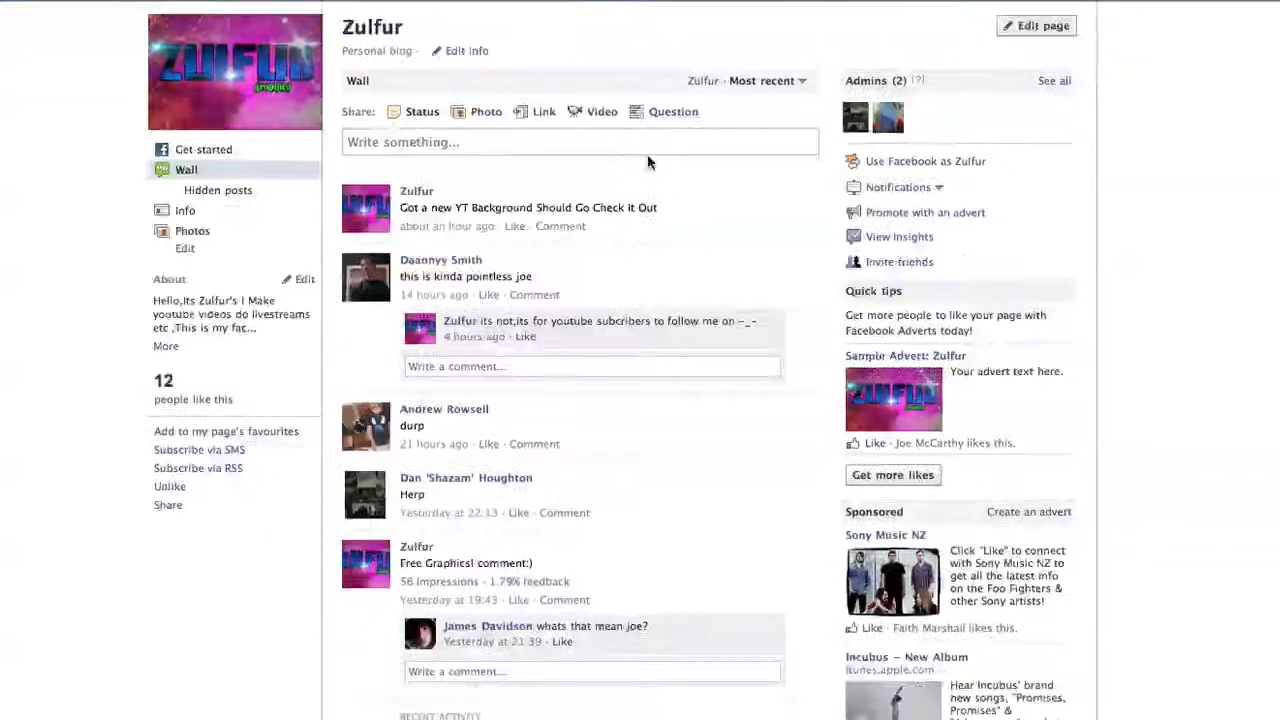 ZULFUR
graphics
Get started
Wall
Hidden posts
Info
Photos
Edit
About
Edit
Hello,Its Zulfur's I Make
youtube videos do livestreams
etc ,This is my fac...
More
12
people like this
Add to my page's favourites
Subscribe via SMS
Subscribe via RSS
Unlike
Share
Zulfur
Personal blog · Edit Info
Edit page
Wall
Zulfur · Most recent
Share: Status Photo Link Video Question
Write something...
Zulfur
Got a new YT Background Should Go Check It Out
about an hour ago · Like · Comment
Daannyy Smith
this is kinda pointless joe
14 hours ago · Like · Comment
Zulfur its not,its for youtube subcribers to follow me on -_-
4 hours ago · Like
Write a comment...
Andrew Rowsell
durp
21 hours ago · Like · Comment
Dan 'Shazam' Houghton
Herp
Yesterday at 22:13 · Like · Comment
Zulfur
Free Graphics! comment:)
56 Impressions · 1.79% feedback
Yesterday at 19:43 · Like · Comment
James Davidson whats that mean joe?
Yesterday at 21:39 · Like
Write a comment...
RECENT ACTIVITY
Admins (2) [?]
See all
Use Facebook as Zulfur
Notifications
Promote with an advert
View Insights
Invite friends
Quick tips
Get more people to like your page with
Facebook Adverts today!
Sample Advert: Zulfur
Your advert text here.
Like · Joe McCarthy likes this.
Get more likes
Sponsored
Create an advert
Sony Music NZ
Click "Like" to connect
with Sony Music NZ to
get all the latest info
on the Foo Fighters &
other Sony artists!
Like · Faith Marshall likes this.
Incubus - New Album
itunes.apple.com
Hear Incubus' brand
new songs, "Promises,
Promises" &